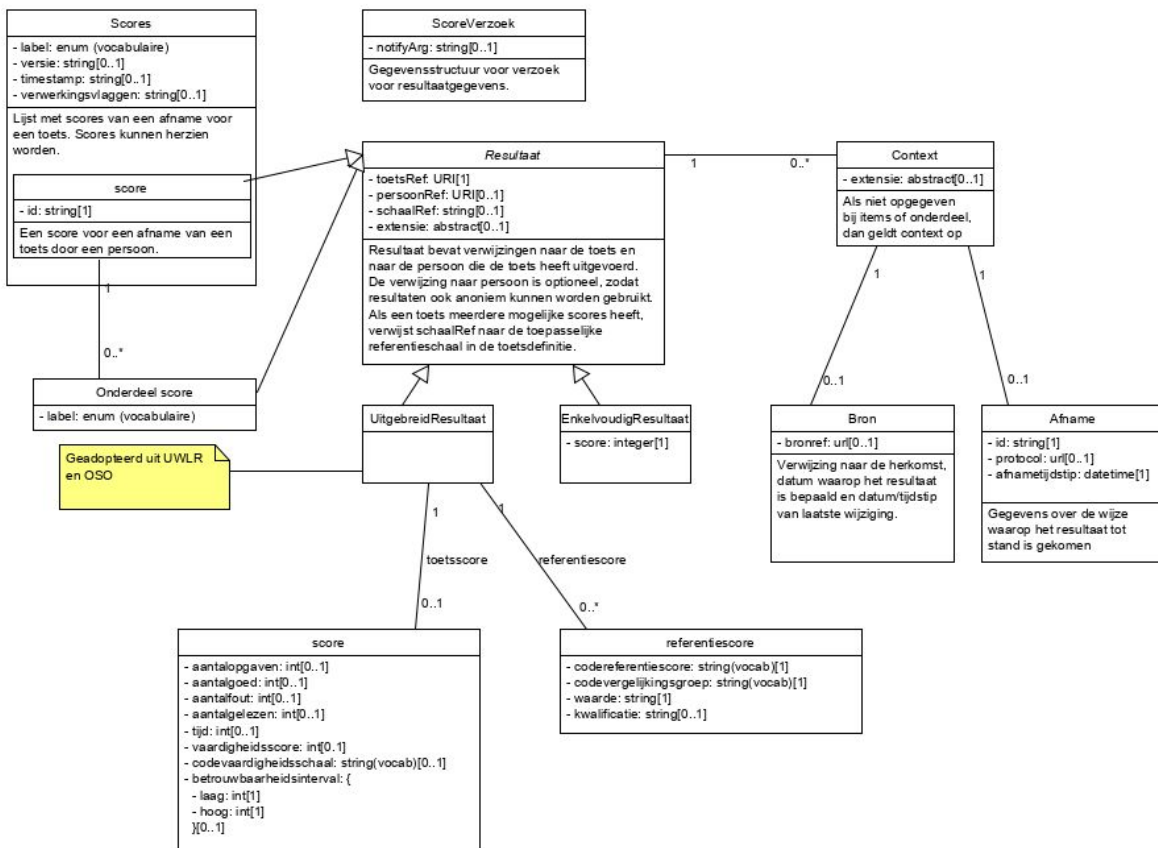 Scores
- label: enum (vocabulaire)
- versie: string[0..1]
- timestamp: string[0..1]
- verwerkingsvlaggen: string[0..1]
Lijst met scores van een afname voor
een toets. Scores kunnen herzien
worden.
score
- id: string[1]
Een score voor een afname van een
toets door een persoon.
1
0..*
Onderdeel score
- label: enum (vocabulaire)
ScoreVerzoek
- notifyArg: string[0..1]
Gegevensstructuur voor verzoek
voor resultaatgegevens.
Resultaat
- toetsRef: URI[1]
- persoonRef: URI[0..1]
- schaalRef: string[0..1]
- extensie: abstract[0..1]
Resultaat bevat verwijzingen naar de toets en
naar de persoon die de toets heeft uitgevoerd.
De verwijzing naar persoon is optioneel, zodat
resultaten ook anoniem kunnen worden gebruikt.
Als een toets meerdere mogelijke scores heeft,
verwijst schaalRef naar de toepasselijke
referentieschaal in de toetsdefinitie.
1
0..*
Context
- extensie: abstract[0..1]
Als niet opgegeven
bij items of onderdeel,
dan geldt context op
1
1
0..1
0..1
UitgebreidResultaat
EnkelvoudigResultaat
- score: integer[1]
Bron
- bronref: url[0..1]
Verwijzing naar de herkomst,
datum waarop het resultaat
is bepaald en datum/tijdstip
van laatste wijziging.
Afname
- id: string[1]
- protocol: url[0..1]
- afnametijdstip: datetime[1]
Gegevens over de wijze
waarop het resultaat tot
stand is gekomen
Geadopteerd uit UWLR
en OSO
1
1
toetsscore
referentiescore
0..1
0..*
score
- aantalopgaven: int[0..1]
- aantalgoed: int[0..1]
- aantalfout: int[0..1]
- aantalgelezen: int[0..1]
- tijd: int[0..1]
- vaardigheidsscore: int[0.1]
- codevaardigheidsschaal: string(vocab)[0..1]
- betrouwbaarheidsinterval: {
- laag: int[1]
- hoog: int[1]
}[0..1]
referentiescore
- codereferentiescore: string(vocab)[1]
- codevergelijkingsgroep: string(vocab)[1]
- waarde: string[1]
- kwalificatie: string[0..1]